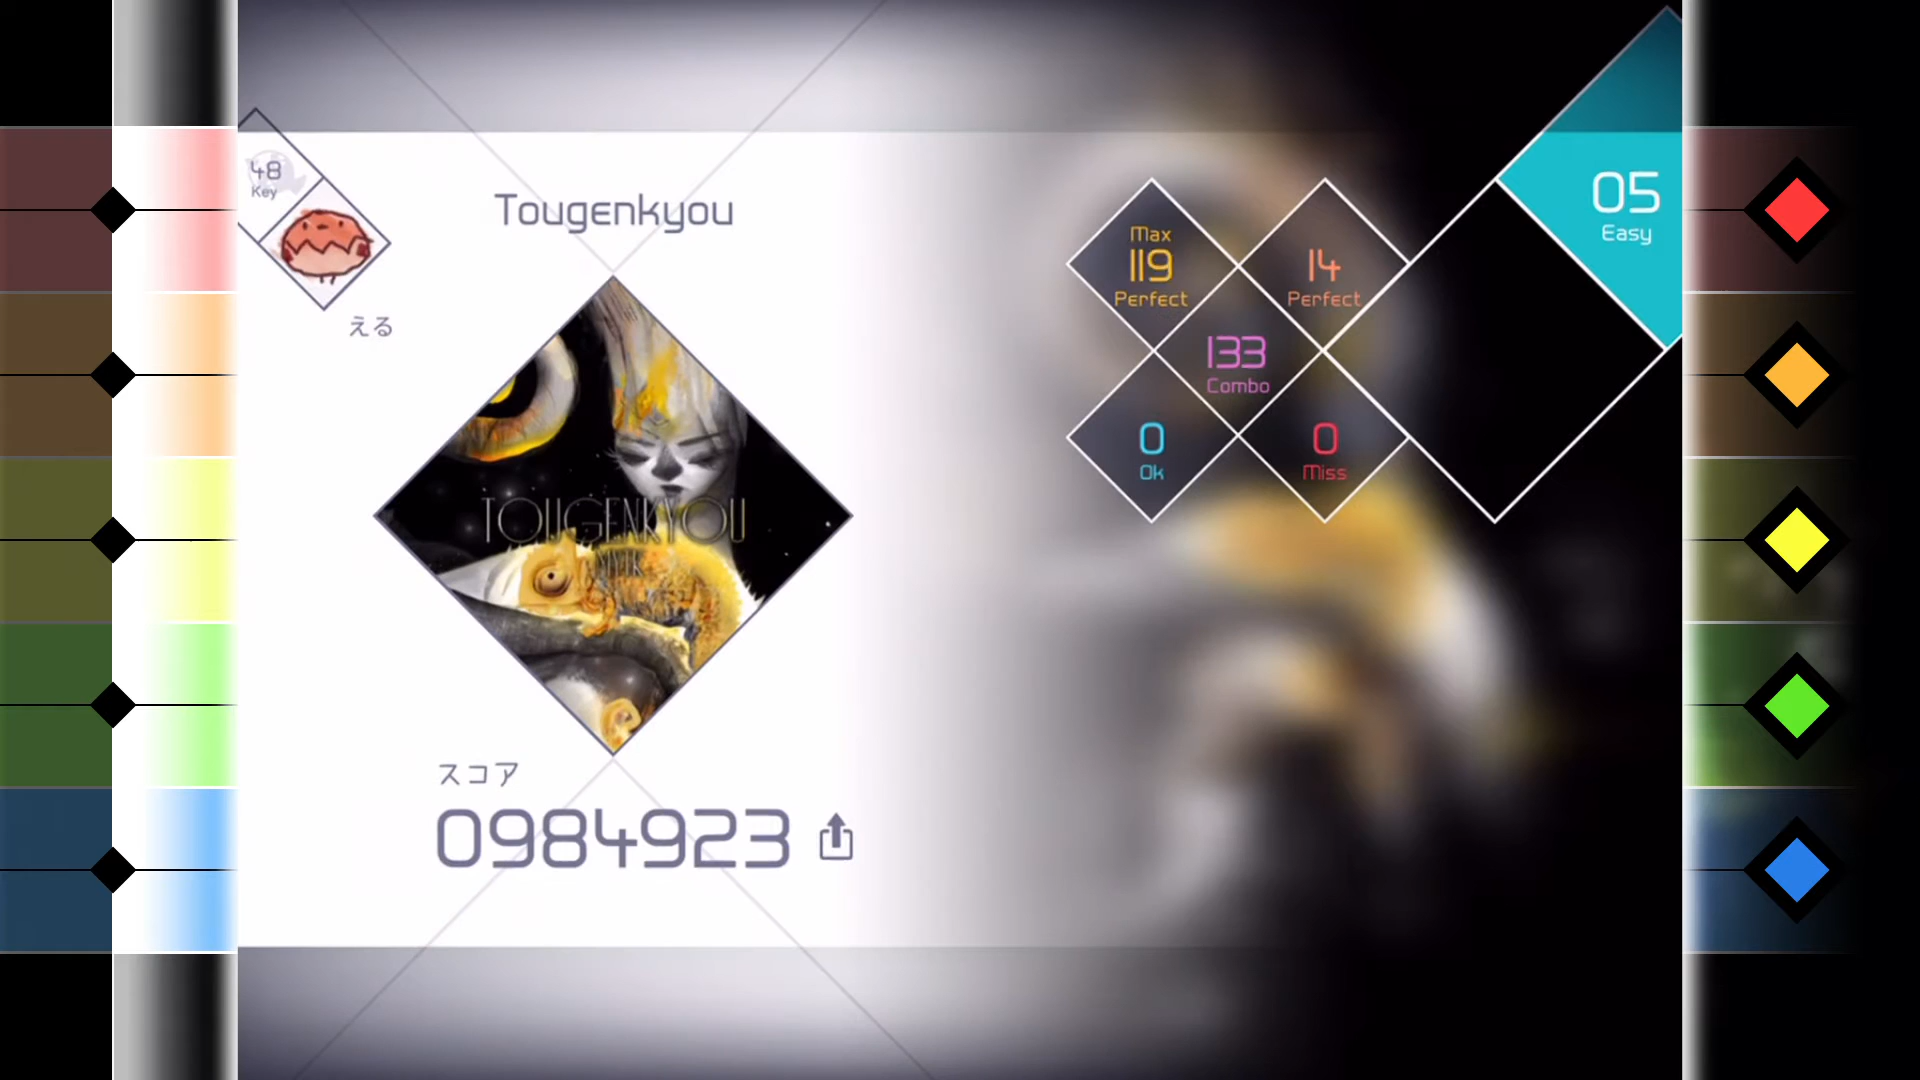 48
Key
える
Tougenkyou
TOUGENKYOU
スコア
0984923
Max
119
Perfect
14
Perfect
133
Combo
0
Ok
0
Miss
05
Easy